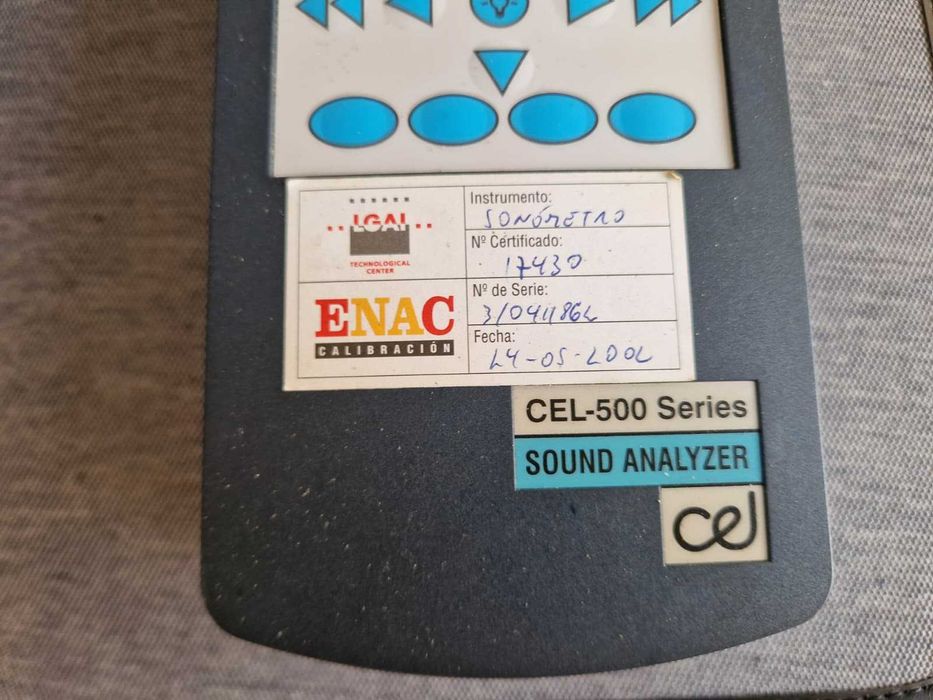 LGAI
TECHNOLOGICAL
CENTER
ENAC
CALIBRACIÓN
Instrumento:
SONÓMETRO
Nº Certificado:
17430
Nº de Serie:
3/0411862
Fecha:
24-05-2002
CEL-500 Series
SOUND ANALYZER
cel